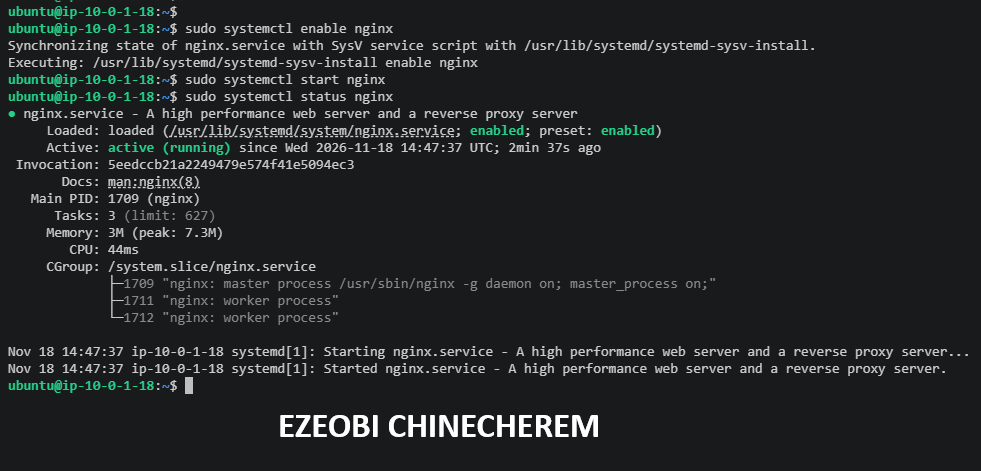 ubuntu@ip-10-0-1-18:~$
ubuntu@ip-10-0-1-18:~$ sudo systemctl enable nginx
Synchronizing state of nginx.service with SysV service script with /usr/lib/systemd/systemd-sysv-install.
Executing: /usr/lib/systemd/systemd-sysv-install enable nginx
ubuntu@ip-10-0-1-18:~$ sudo systemctl start nginx
ubuntu@ip-10-0-1-18:~$ sudo systemctl status nginx
● nginx.service - A high performance web server and a reverse proxy server
     Loaded: loaded (/usr/lib/systemd/system/nginx.service; enabled; preset: enabled)
     Active: active (running) since Wed 2026-11-18 14:47:37 UTC; 2min 37s ago
 Invocation: 5eedccb21a2249479e574f41e5094ec3
       Docs: man:nginx(8)
   Main PID: 1709 (nginx)
      Tasks: 3 (limit: 627)
     Memory: 3M (peak: 7.3M)
        CPU: 44ms
     CGroup: /system.slice/nginx.service
             ├─1709 "nginx: master process /usr/sbin/nginx -g daemon on; master_process on;"
             ├─1711 "nginx: worker process"
             └─1712 "nginx: worker process"
Nov 18 14:47:37 ip-10-0-1-18 systemd[1]: Starting nginx.service - A high performance web server and a reverse proxy server...
Nov 18 14:47:37 ip-10-0-1-18 systemd[1]: Started nginx.service - A high performance web server and a reverse proxy server.
ubuntu@ip-10-0-1-18:~$
EZEOBI CHINECHEREM